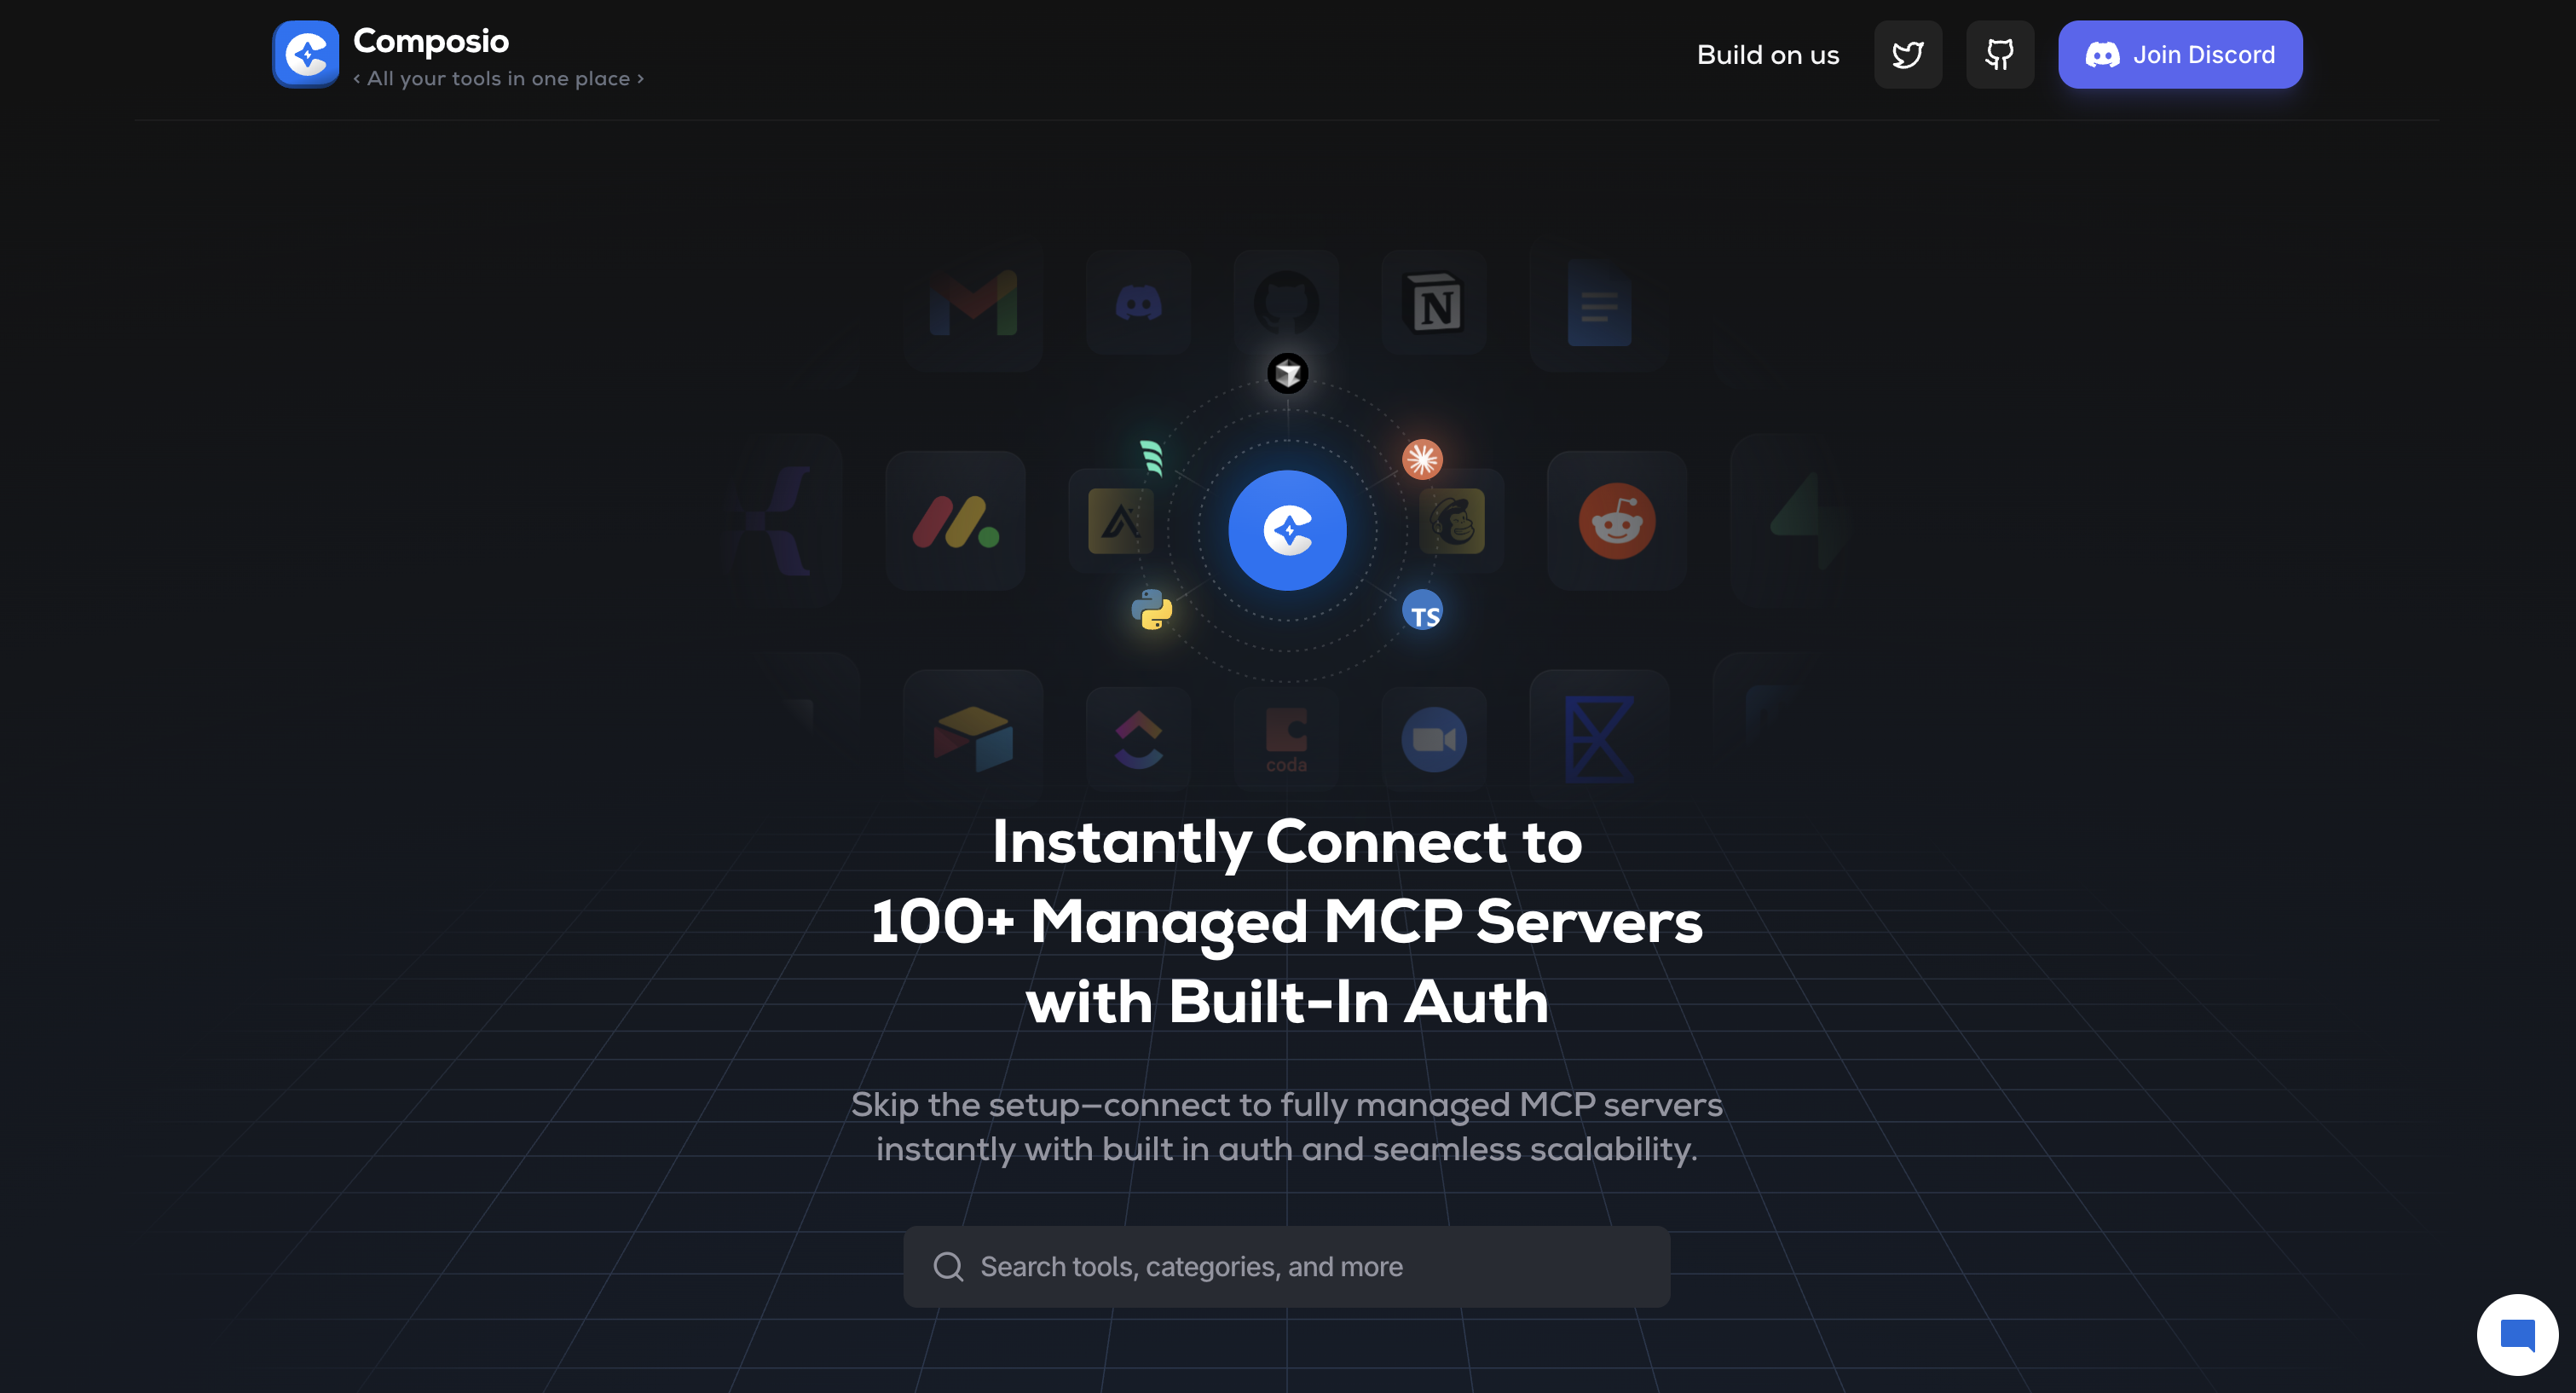 Composio
‹ All your tools in one place ›
Build on us
Join Discord
N
TS
coda
Instantly Connect to
100+ Managed MCP Servers
with Built-In Auth
Skip the setup—connect to fully managed MCP servers
instantly with built in auth and seamless scalability.
Search tools, categories, and more